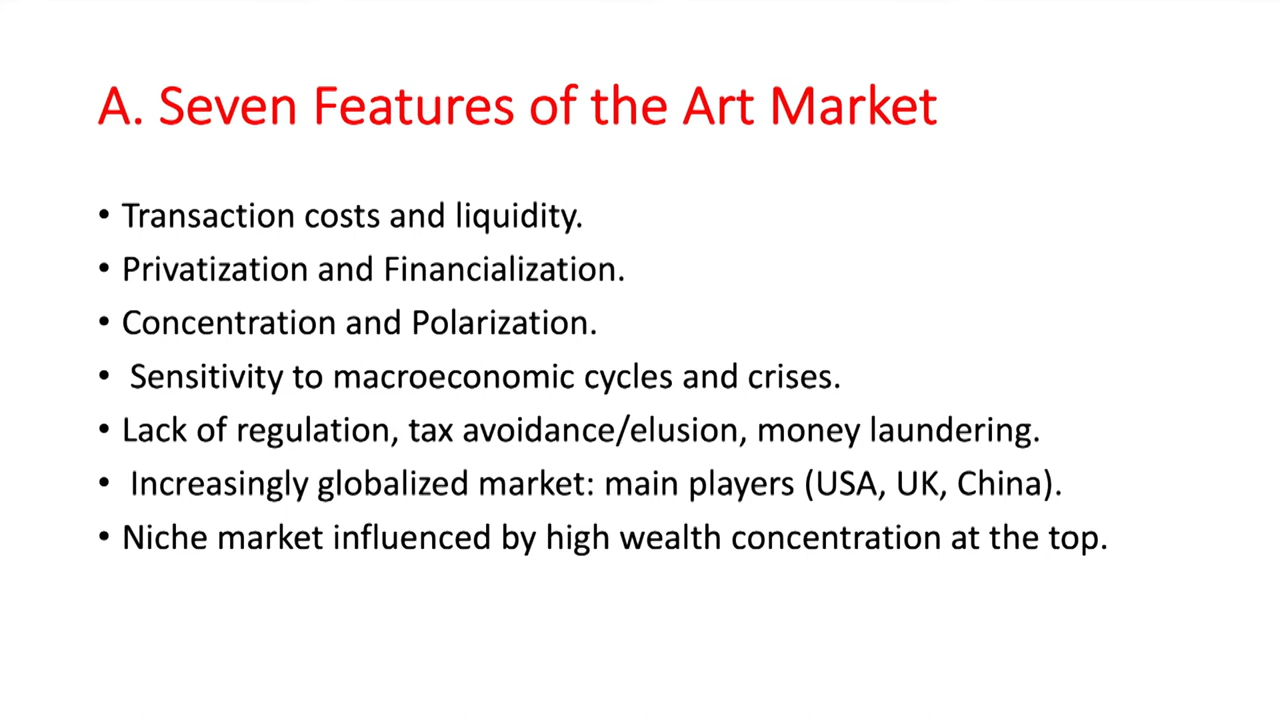 A. Seven Features of the Art Market
• Transaction costs and liquidity.
• Privatization and Financialization.
• Concentration and Polarization.
• Sensitivity to macroeconomic cycles and crises.
• Lack of regulation, tax avoidance/elusion, money laundering.
• Increasingly globalized market: main players (USA, UK, China).
• Niche market influenced by high wealth concentration at the top.